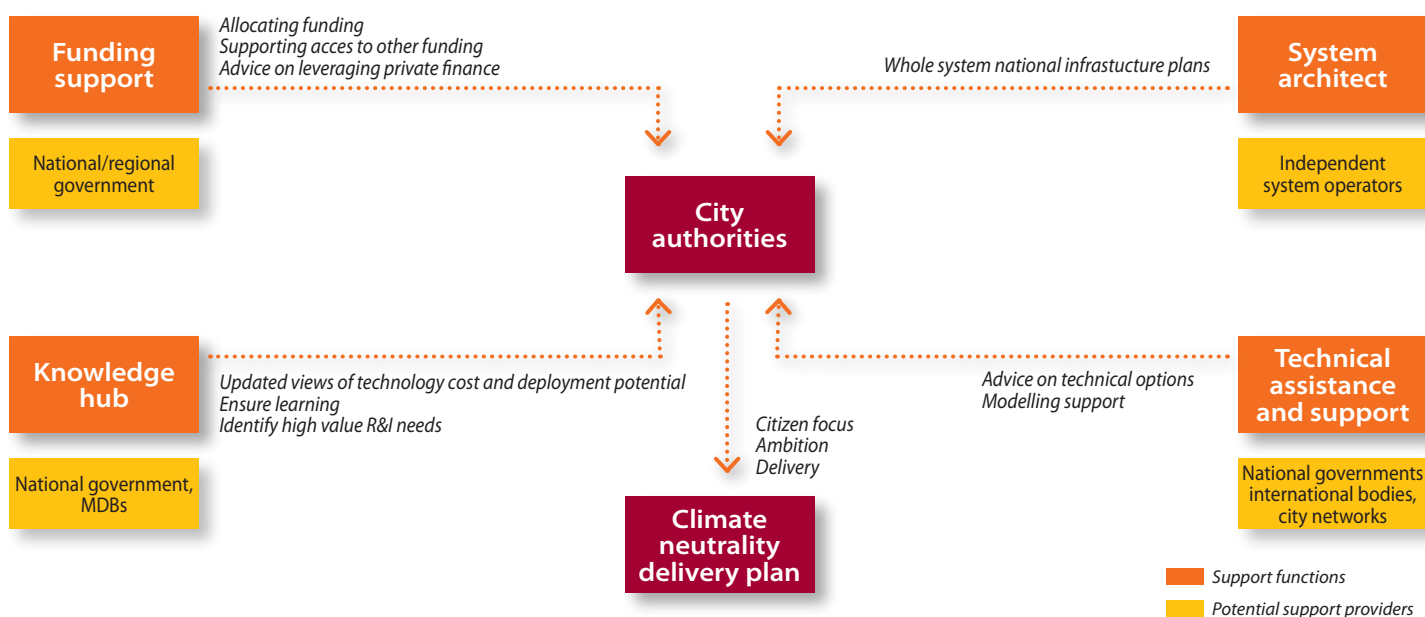 Funding
support
Allocating funding
Supporting acces to other funding
Advice on leveraging private finance
National/regional
government
Whole system national infrastucture plans
System
architect
Independent
system operators
City
authorities
Knowledge
hub
Updated views of technology cost and deployment potential
Ensure learning
Identify high value R&I needs
National government,
MDBs
Advice on technical options
Modelling support
Technical
assistance
and support
National governments
international bodies,
city networks
Citizen focus
Ambition
Delivery
Climate
neutrality
delivery plan
Support functions
Potential support providers